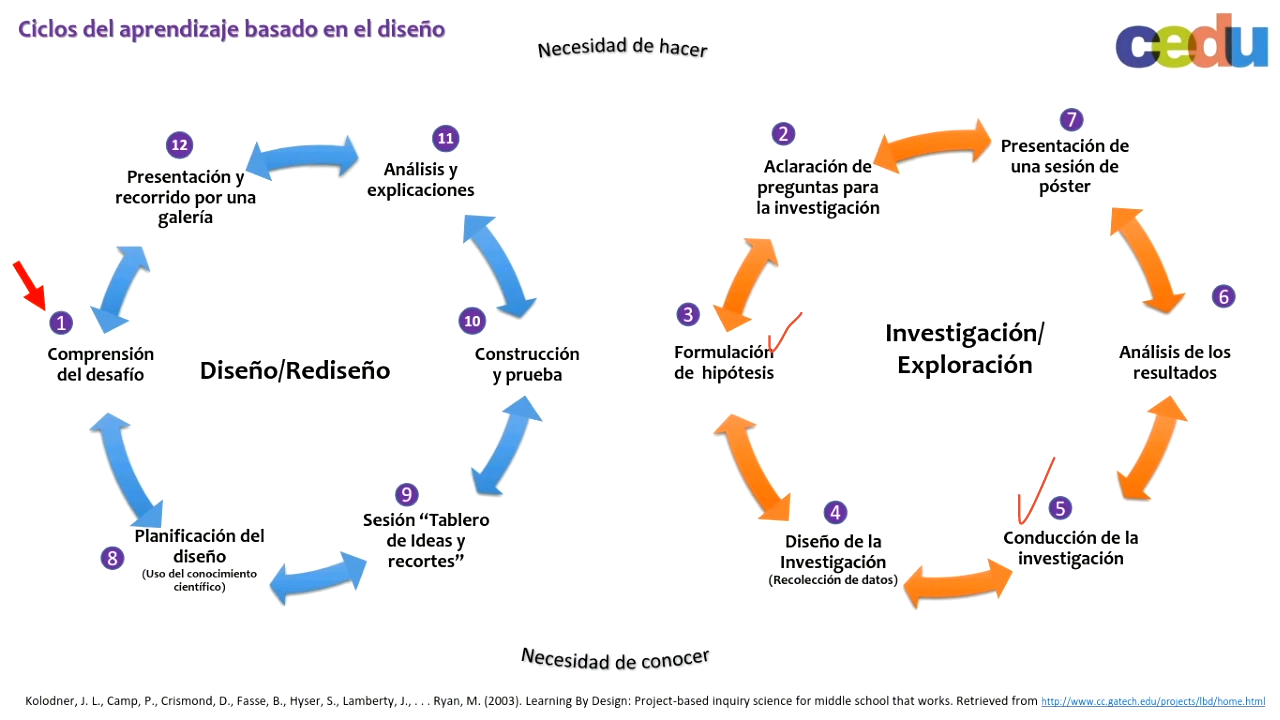 Ciclos del aprendizaje basado en el diseño
Necesidad de hacer
cedu
12
Presentación y
recorrido por una
galería
11
Análisis y
explicaciones
1
Comprensión
del desafío
Diseño/Rediseño
10
Construcción
y prueba
9
Sesión “Tablero
de Ideas y
recortes”
8
Planificación del
diseño
(Uso del conocimiento
científico)
2
Aclaración de
preguntas para
la investigación
7
Presentación de
una sesión de
póster
3
Formulación
de hipótesis
Investigación/
Exploración
6
Análisis de los
resultados
4
Diseño de la
Investigación
(Recolección de datos)
5
Conducción de la
investigación
Necesidad de conocer
Kolodner, J. L., Camp, P., Crismond, D., Fasse, B., Hyser, S., Lamberty, J., . . . Ryan, M. (2003). Learning By Design: Project-based inquiry science for middle school that works. Retrieved from http://www.cc.gatech.edu/projects/lbd/home.html